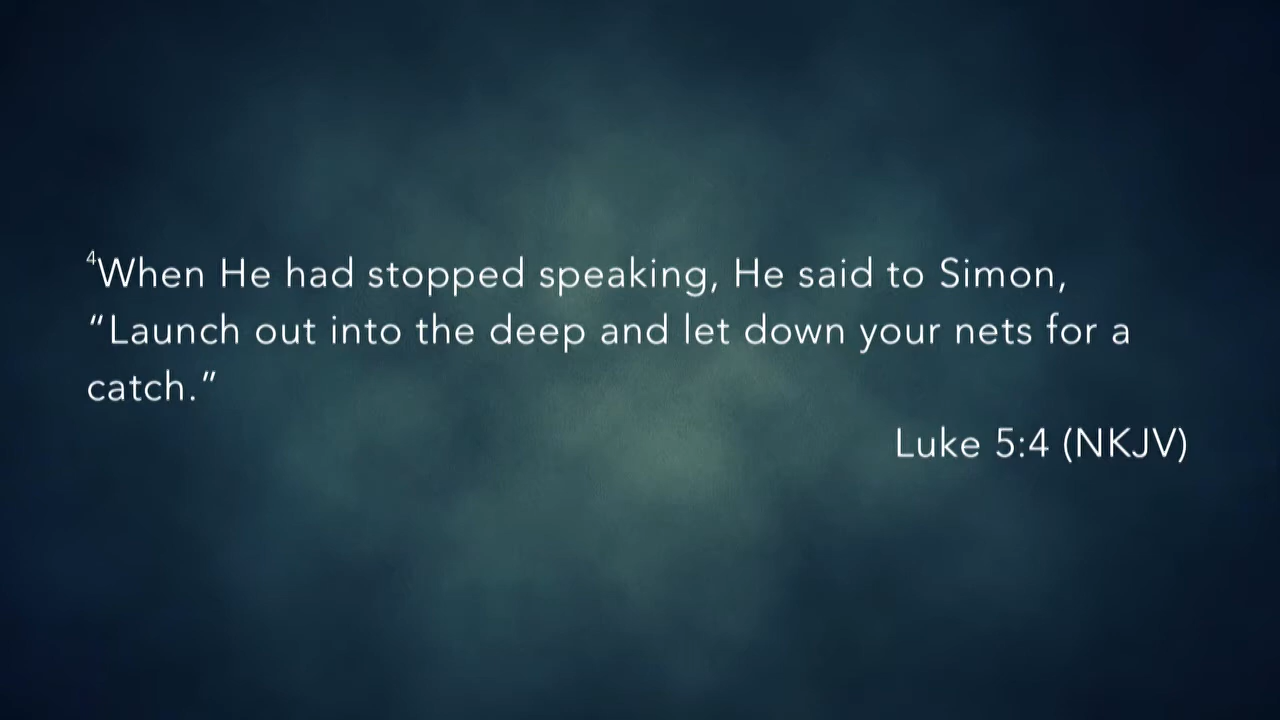 ⁴When He had stopped speaking, He said to Simon,
“Launch out into the deep and let down your nets for a
catch.”
Luke 5:4 (NKJV)